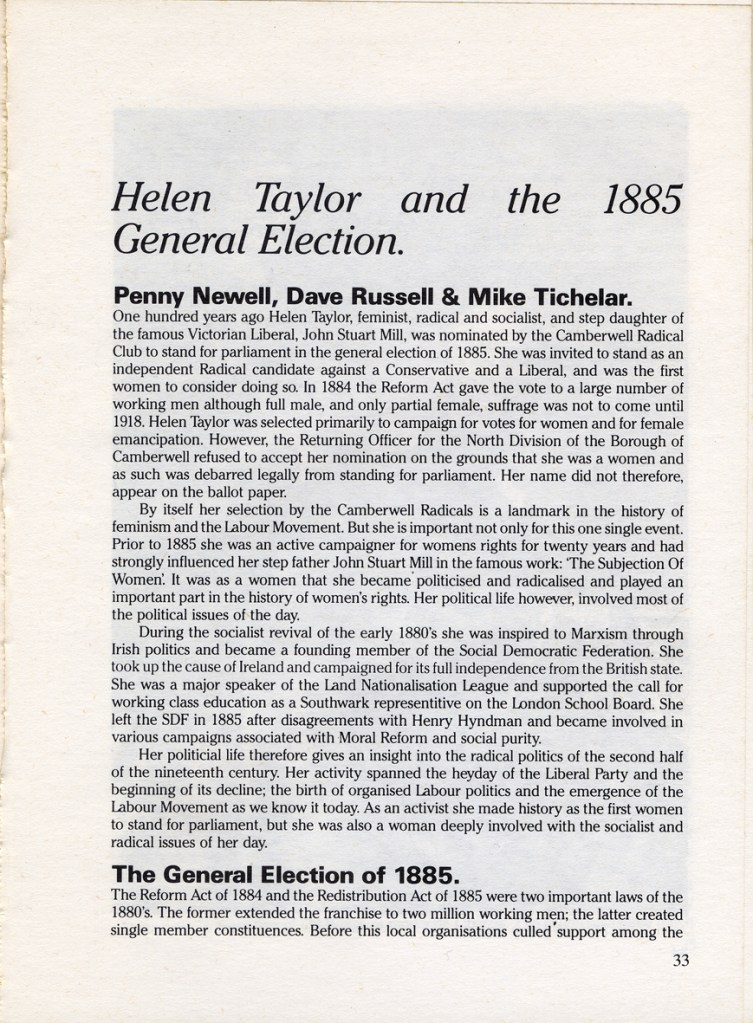 Helen Taylor and the 1885
General Election.
Penny Newell, Dave Russell & Mike Tichelar.
One hundred years ago Helen Taylor, feminist, radical and socialist, and step daughter of
the famous Victorian Liberal, John Stuart Mill, was nominated by the Camberwell Radical
Club to stand for parliament in the general election of 1885. She was invited to stand as an
independent Radical candidate against a Conservative and a Liberal, and was the first
women to consider doing so. In 1884 the Reform Act gave the vote to a large number of
working men although full male, and only partial female, suffrage was not to come until
1918. Helen Taylor was selected primarily to campaign for votes for women and for female
emancipation. However, the Returning Officer for the North Division of the Borough of
Camberwell refused to accept her nomination on the grounds that she was a women and
as such was debarred legally from standing for parliament. Her name did not therefore,
appear on the ballot paper.
By itself her selection by the Camberwell Radicals is a landmark in the history of
feminism and the Labour Movement. But she is important not only for this one single event.
Prior to 1885 she was an active campaigner for womens rights for twenty years and had
strongly influenced her step father John Stuart Mill in the famous work: 'The Subjection Of
Women'. It was as a women that she became politicised and radicalised and played an
important part in the history of women's rights. Her political life however, involved most of
the political issues of the day.
During the socialist revival of the early 1880's she was inspired to Marxism through
Irish politics and became a founding member of the Social Democratic Federation. She
took up the cause of Ireland and campaigned for its full independence from the British state.
She was a major speaker of the Land Nationalisation League and supported the call for
working class education as a Southwark representitive on the London School Board. She
left the SDF in 1885 after disagreements with Henry Hyndman and became involved in
various campaigns associated with Moral Reform and social purity.
Her politicial life therefore gives an insight into the radical politics of the second half
of the nineteenth century. Her activity spanned the heyday of the Liberal Party and the
beginning of its decline; the birth of organised Labour politics and the emergence of the
Labour Movement as we know it today. As an activist she made history as the first women
to stand for parliament, but she was also a woman deeply involved with the socialist and
radical issues of her day.
The General Election of 1885.
The Reform Act of 1884 and the Redistribution Act of 1885 were two important laws of the
1880's. The former extended the franchise to two million working men; the latter created
single member constituences. Before this local organisations culled support among the
33